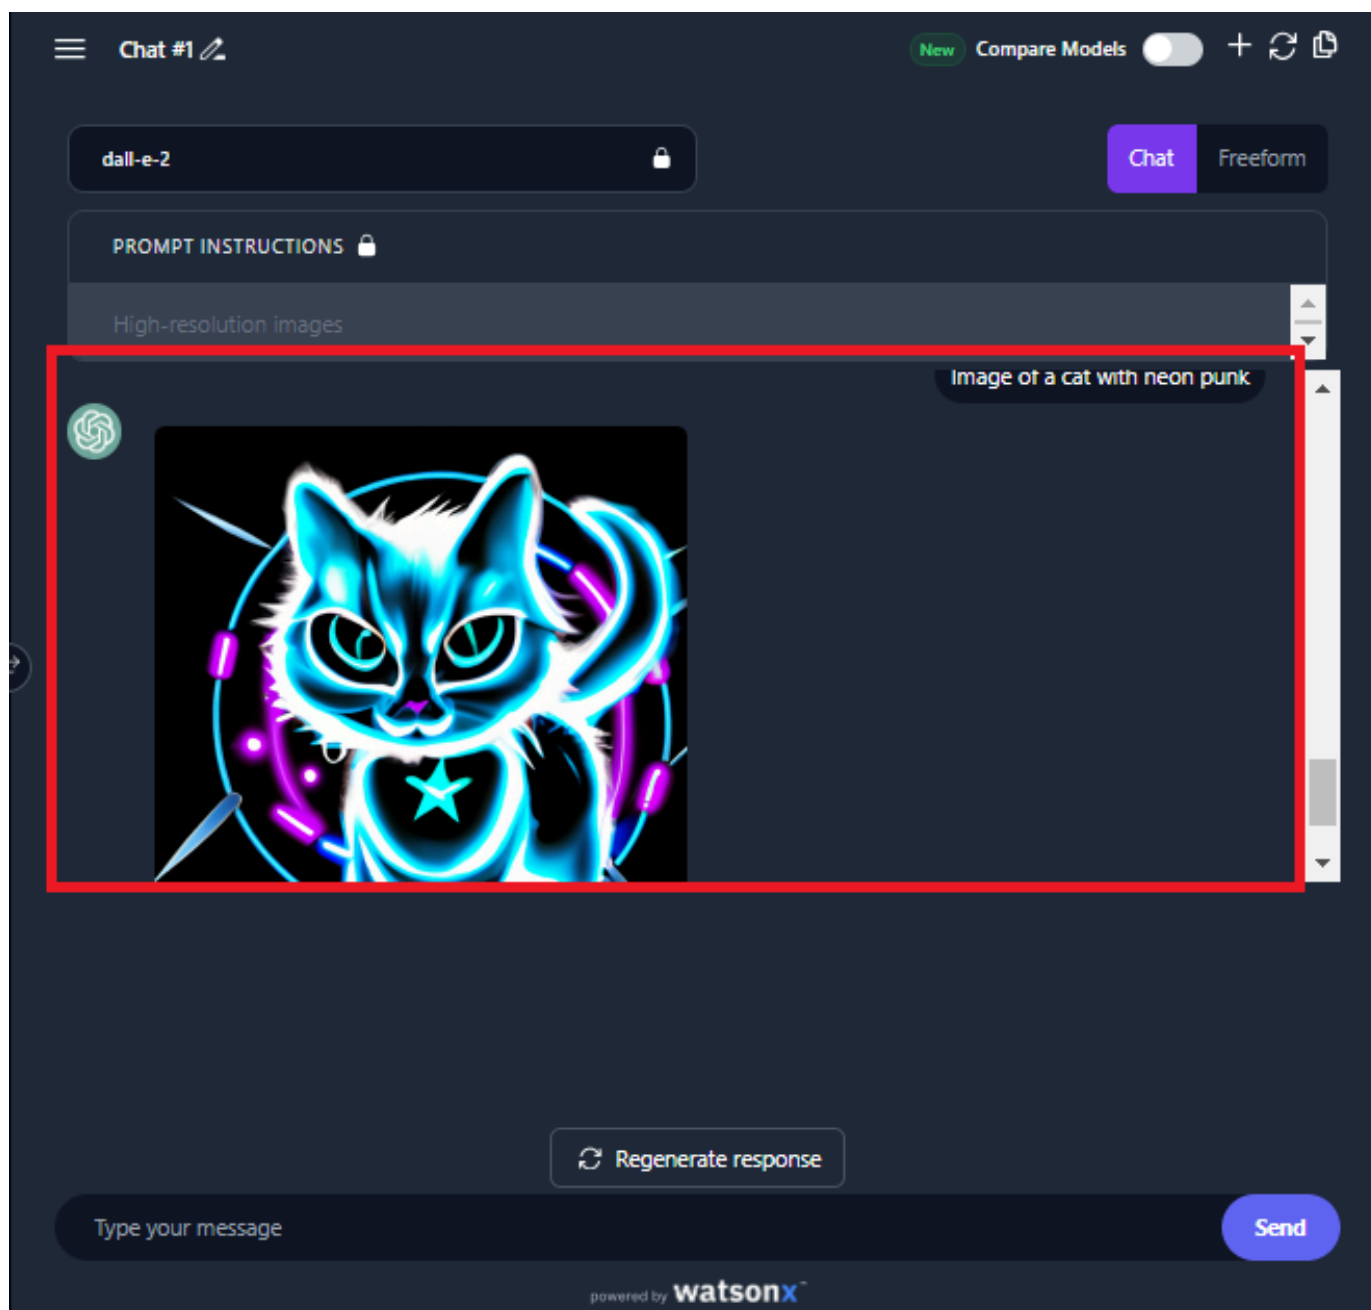 Chat #1
New Compare Models
dall-e-2
Chat Freeform
PROMPT INSTRUCTIONS
High-resolution images
Image of a cat with neon punk
Regenerate response
Type your message
Send
powered by watsonx™